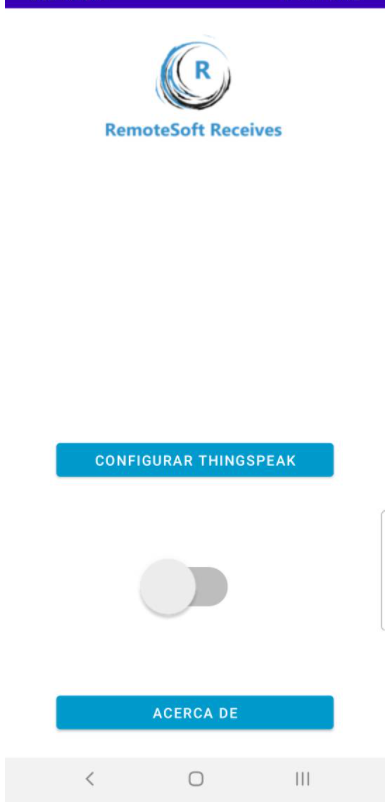 R
RemoteSoft Receives
CONFIGURAR THINGSPEAK
ACERCA DE